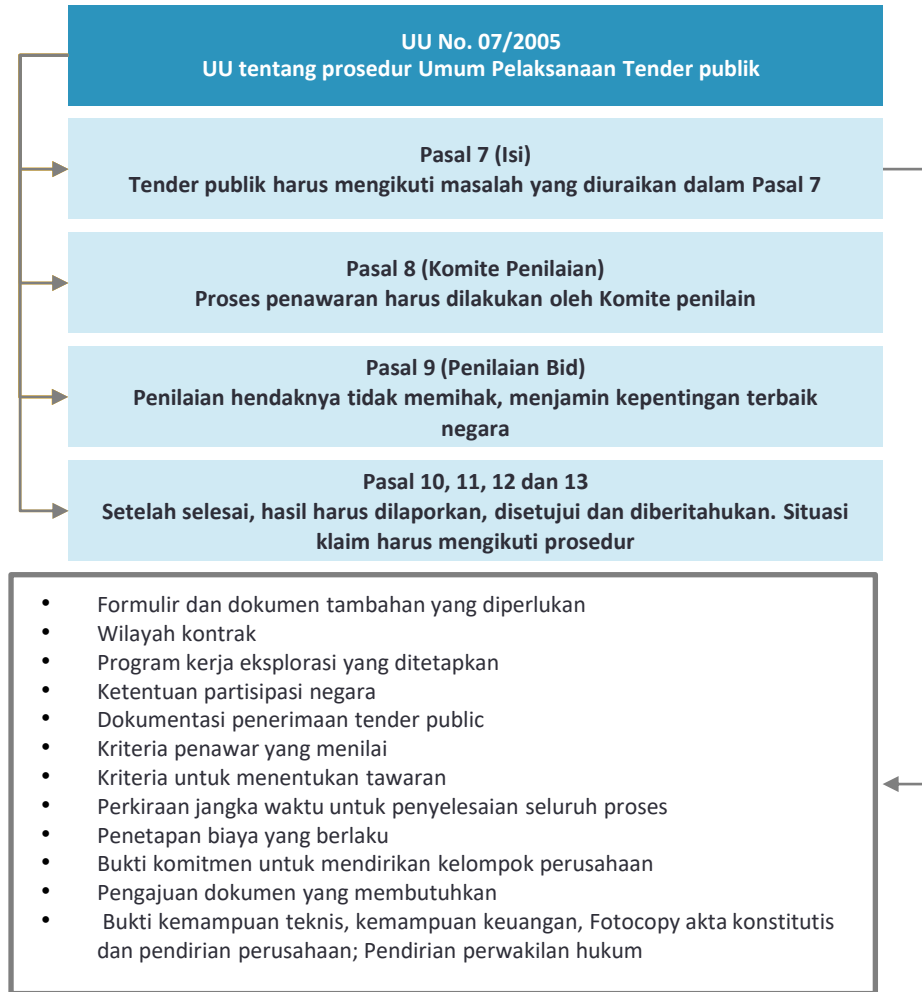 UU No. 07/2005
UU tentang prosedur Umum Pelaksanaan Tender publik
Pasal 7 (Isi)
Tender publik harus mengikuti masalah yang diuraikan dalam Pasal 7
Pasal 8 (Komite Penilaian)
Proses penawaran harus dilakukan oleh Komite penilain
Pasal 9 (Penilaian Bid)
Penilaian hendaknya tidak memihak, menjamin kepentingan terbaik
negara
Pasal 10, 11, 12 dan 13
Setelah selesai, hasil harus dilaporkan, disetujui dan diberitahukan. Situasi
klaim harus mengikuti prosedur
• Formulir dan dokumen tambahan yang diperlukan
• Wilayah kontrak
• Program kerja eksplorasi yang ditetapkan
• Ketentuan partisipasi negara
• Dokumentasi penerimaan tender public
• Kriteria penawar yang menilai
• Kriteria untuk menentukan tawaran
• Perkiraan jangka waktu untuk penyelesaian seluruh proses
• Penetapan biaya yang berlaku
• Bukti komitmen untuk mendirikan kelompok perusahaan
• Pengajuan dokumen yang membutuhkan
• Bukti kemampuan teknis, kemampuan keuangan, Fotocopy akta konstitutis
dan pendirian perusahaan; Pendirian perwakilan hukum